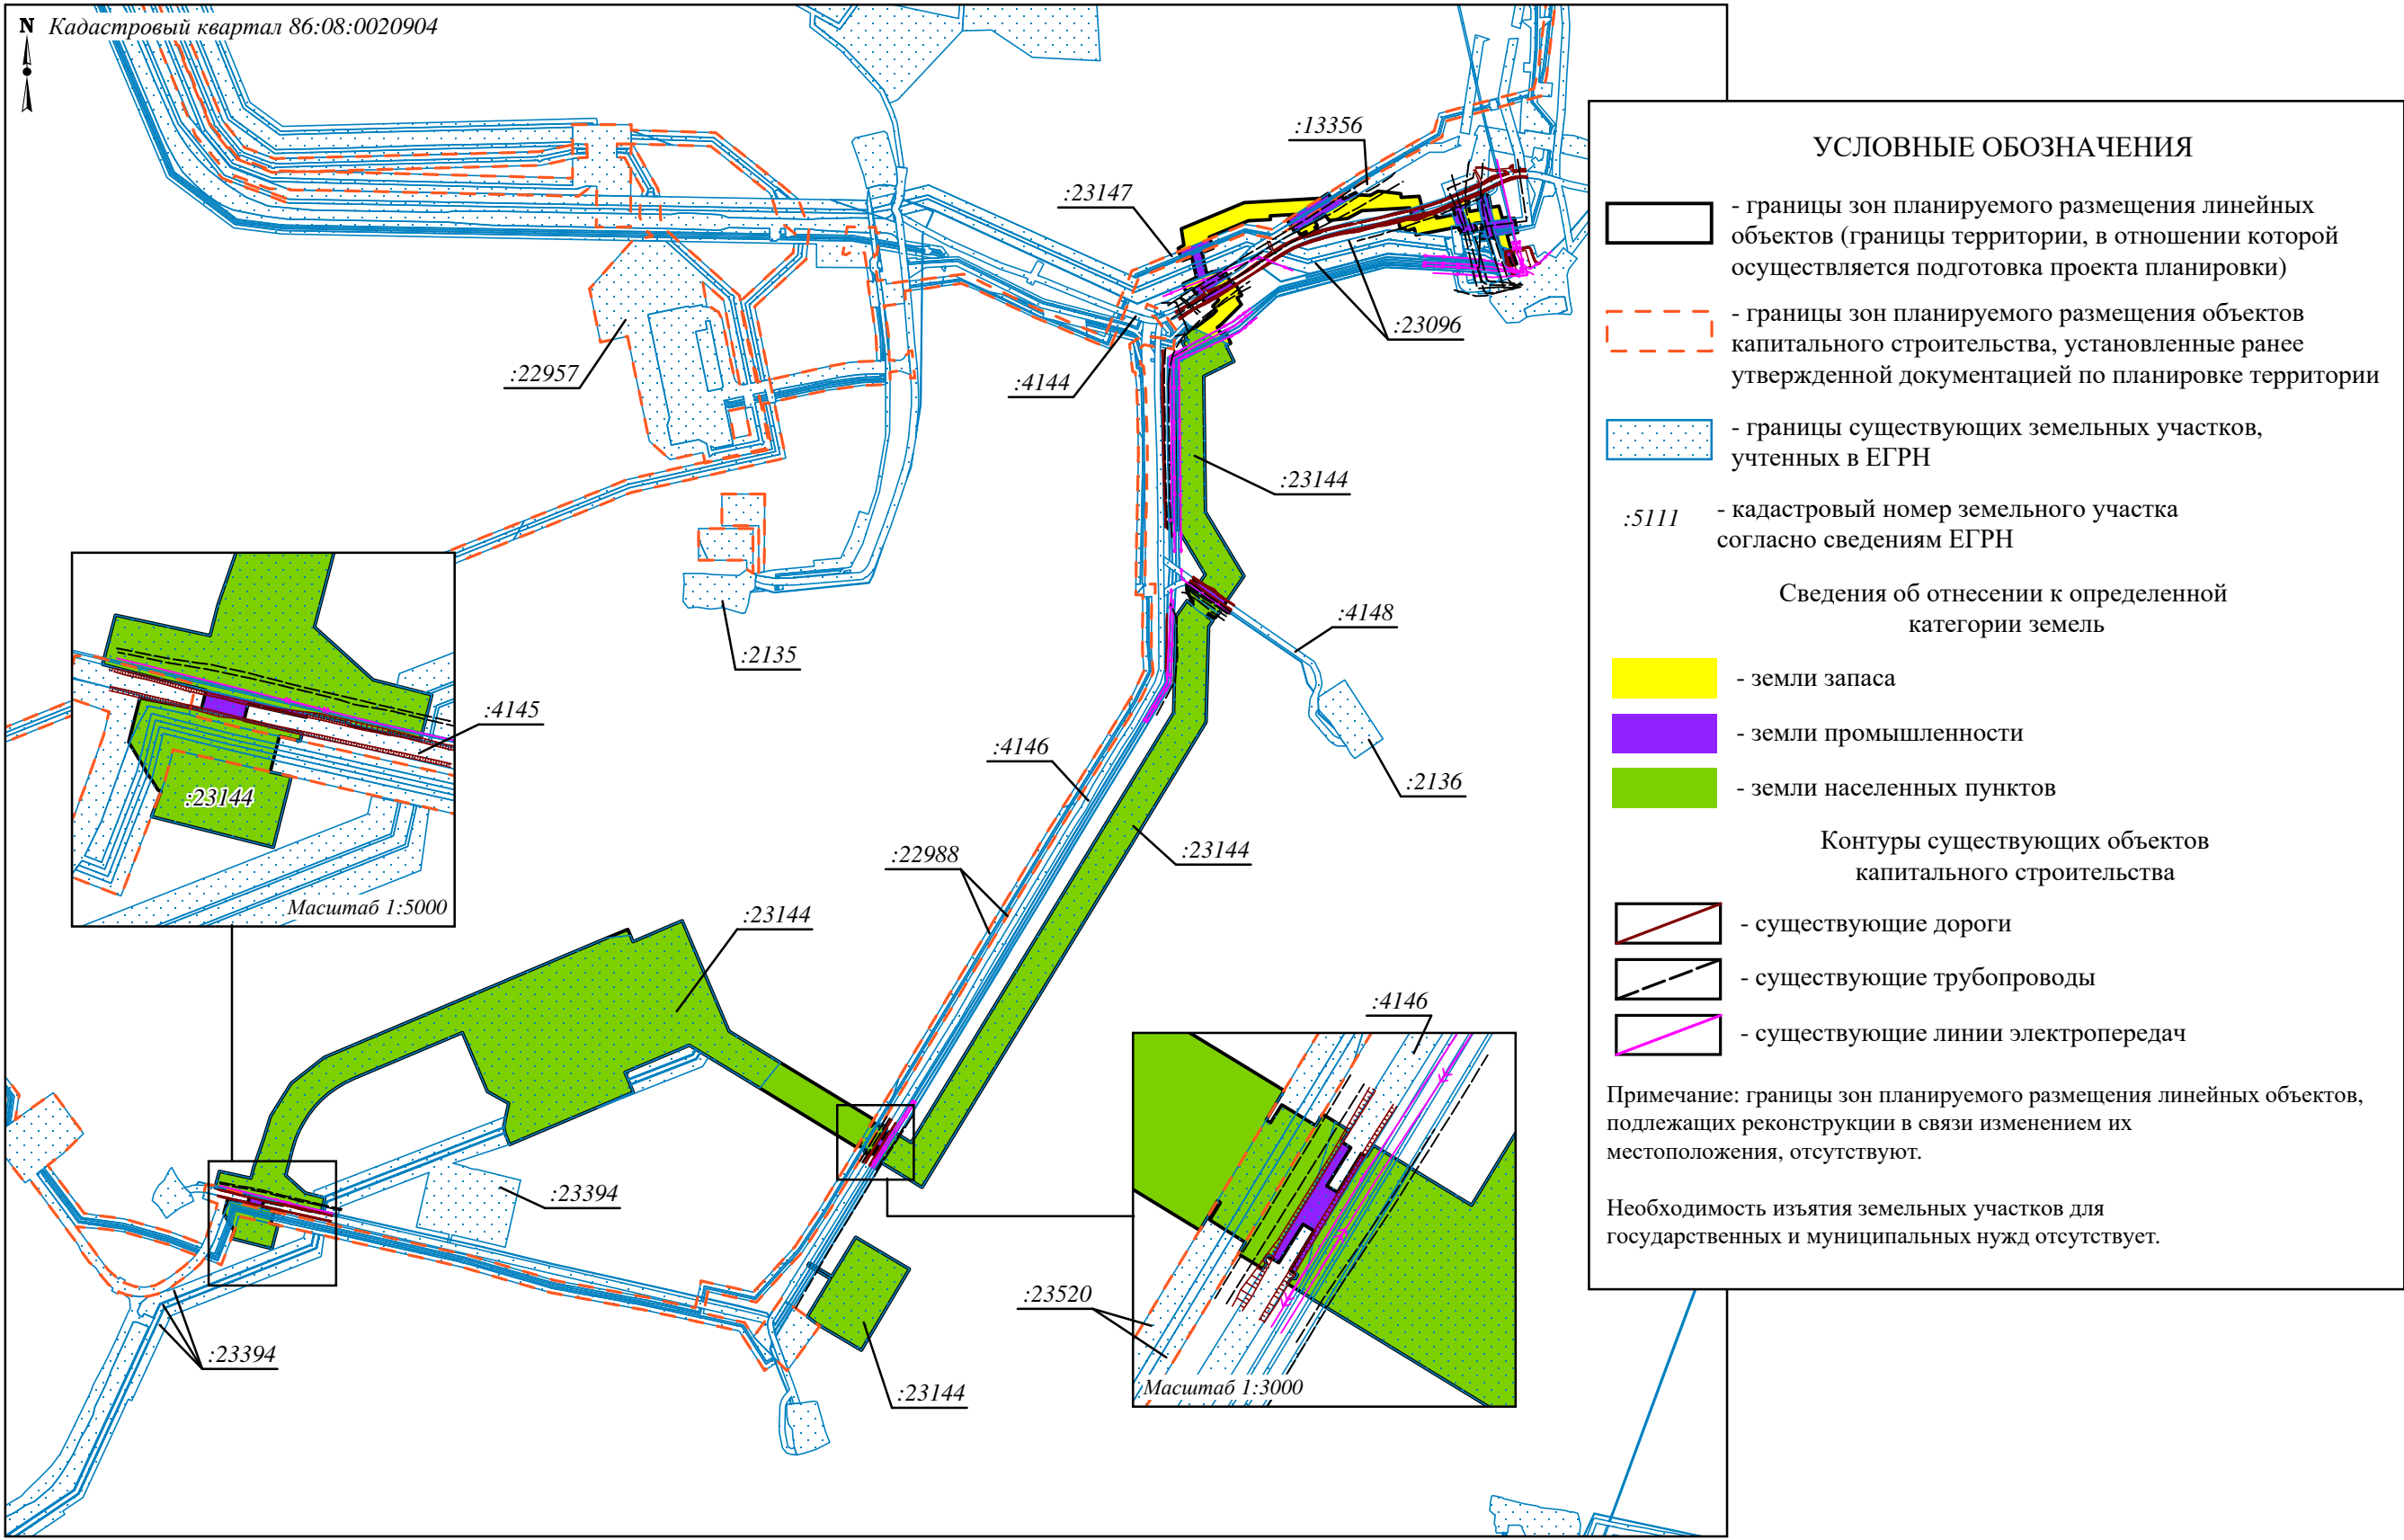 N
Кадастровый квартал 86:08:0020904
:13356
:23147
:23096
:22957
:4144
:23144
:4148
:2135
:4145
:4146
:2136
:23144
Масштаб 1:5000
:22988
:23144
:23144
:4146
:23394
:23520
:23394
:23144
Масштаб 1:3000
УСЛОВНЫЕ ОБОЗНАЧЕНИЯ
- границы зон планируемого размещения линейных
объектов (границы территории, в отношении которой
осуществляется подготовка проекта планировки)
- границы зон планируемого размещения объектов
капитального строительства, установленные ранее
утвержденной документацией по планировке территории
- границы существующих земельных участков,
учтенных в ЕГРН
:5111
- кадастровый номер земельного участка
согласно сведениям ЕГРН
Сведения об отнесении к определенной
категории земель
- земли запаса
- земли промышленности
- земли населенных пунктов
Контуры существующих объектов
капитального строительства
- существующие дороги
- существующие трубопроводы
- существующие линии электропередач
Примечание: границы зон планируемого размещения линейных объектов,
подлежащих реконструкции в связи изменением их
местоположения, отсутствуют.
Необходимость изъятия земельных участков для
государственных и муниципальных нужд отсутствует.